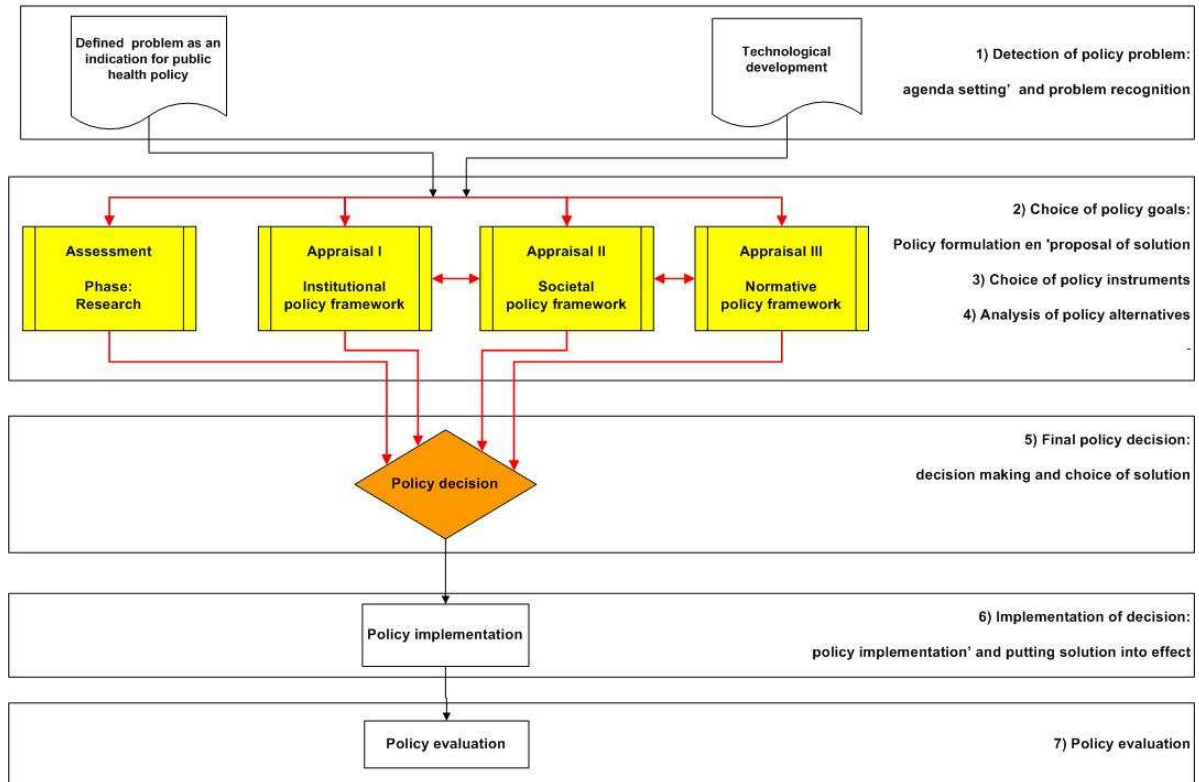 Defined problem as an
indication for public
health policy
Technological
development
1) Detection of policy problem:
agenda setting’ and problem recognition
Assessment
Phase:
Research
Appraisal I
Institutional
policy framework
Appraisal II
Societal
policy framework
Appraisal III
Normative
policy framework
2) Choice of policy goals:
Policy formulation en 'proposal of solution
3) Choice of policy instruments
4) Analysis of policy alternatives
-
Policy decision
5) Final policy decision:
decision making and choice of solution
Policy implementation
6) Implementation of decision:
policy implementation’ and putting solution into effect
Policy evaluation
7) Policy evaluation